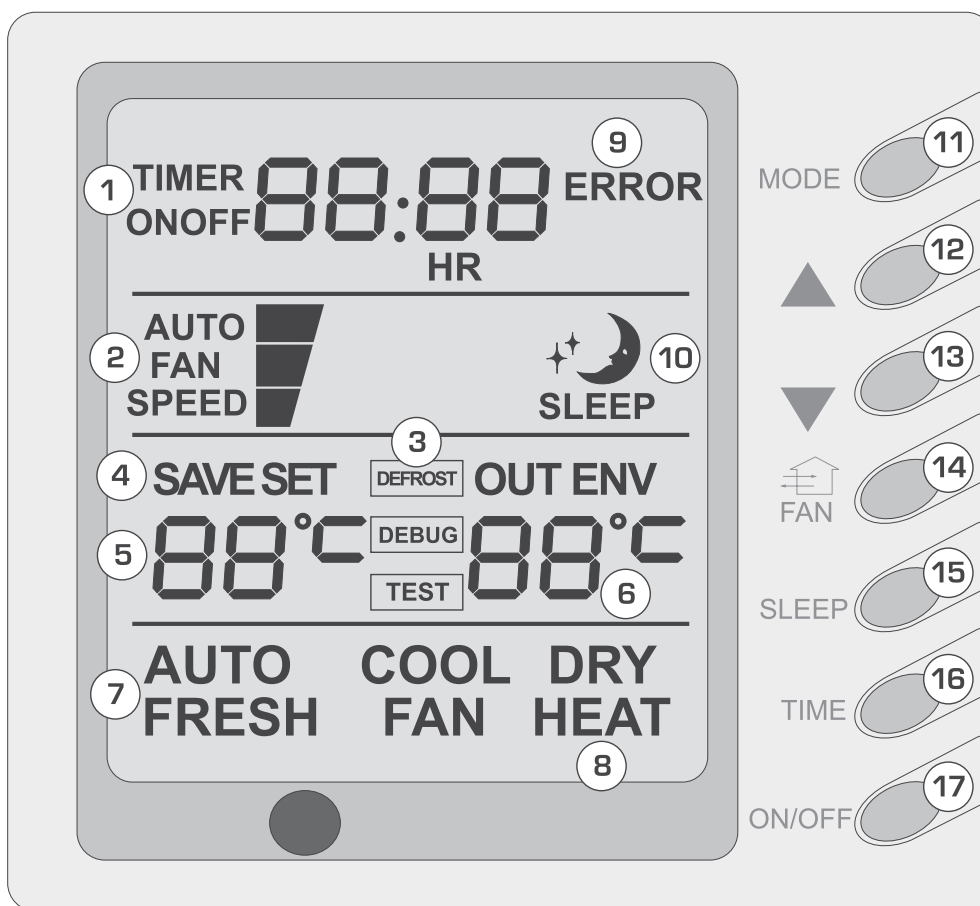 9
1 TIMER 88:88 ERROR
ONOFF
HR
AUTO
2 FAN
SPEED
10
SLEEP
3
4 SAVE SET DEFROST OUT ENV
5 88°C DEBUG 88°C
TEST 6
AUTO COOL DRY
7 FRESH FAN HEAT
8
MODE 11
12
13
14
FAN
SLEEP 15
TIME 16
ON/OFF 17